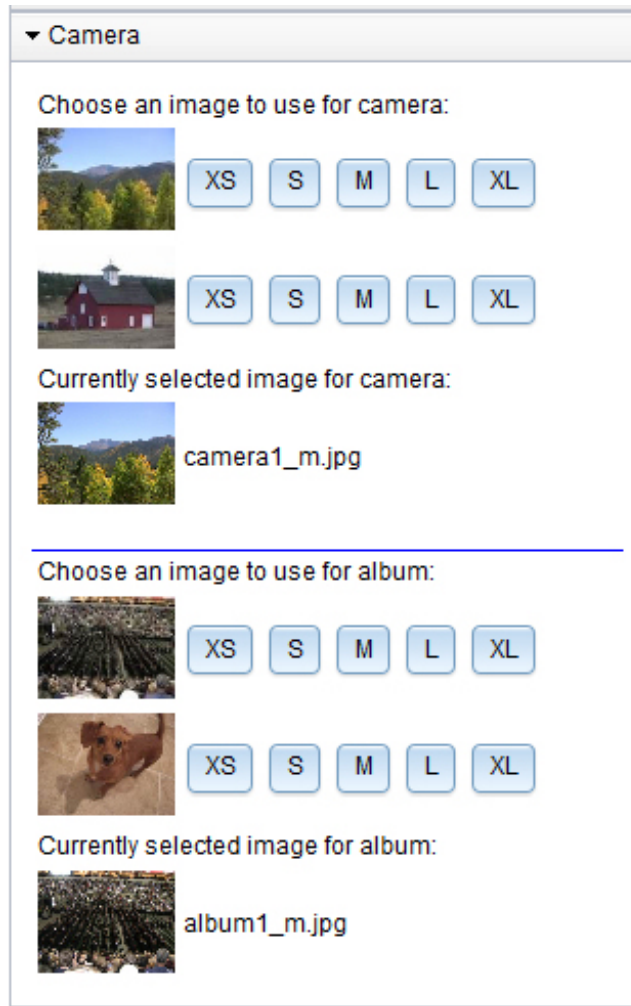 Camera
Choose an image to use for camera:
XS S M L XL
XS S M L XL
Currently selected image for camera:
camera1_m.jpg
Choose an image to use for album:
XS S M L XL
XS S M L XL
Currently selected image for album:
album1_m.jpg